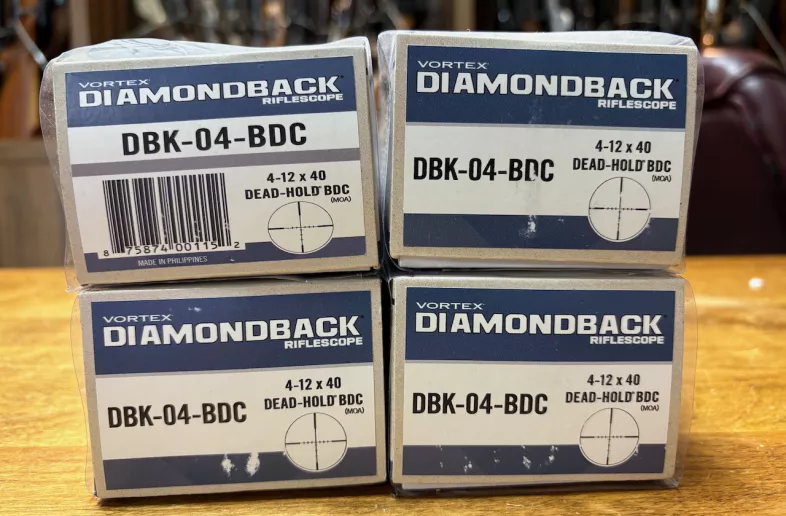 VORTEX
DIAMONDBACK
RIFLESCOPE
DBK-04-BDC
4-12 x 40
DEAD-HOLD® BDC
(MOA)
8 75874 00115 2
MADE IN PHILIPPINES
VORTEX
DIAMONDBACK
RIFLESCOPE
DBK-04-BDC
4-12 x 40
DEAD-HOLD® BDC
(MOA)
VORTEX
DIAMONDBACK
RIFLESCOPE
DBK-04-BDC
4-12 x 40
DEAD-HOLD® BDC
(MOA)
VORTEX
DIAMONDBACK
RIFLESCOPE
DBK-04-BDC
4-12 x 40
DEAD-HOLD® BDC
(MOA)